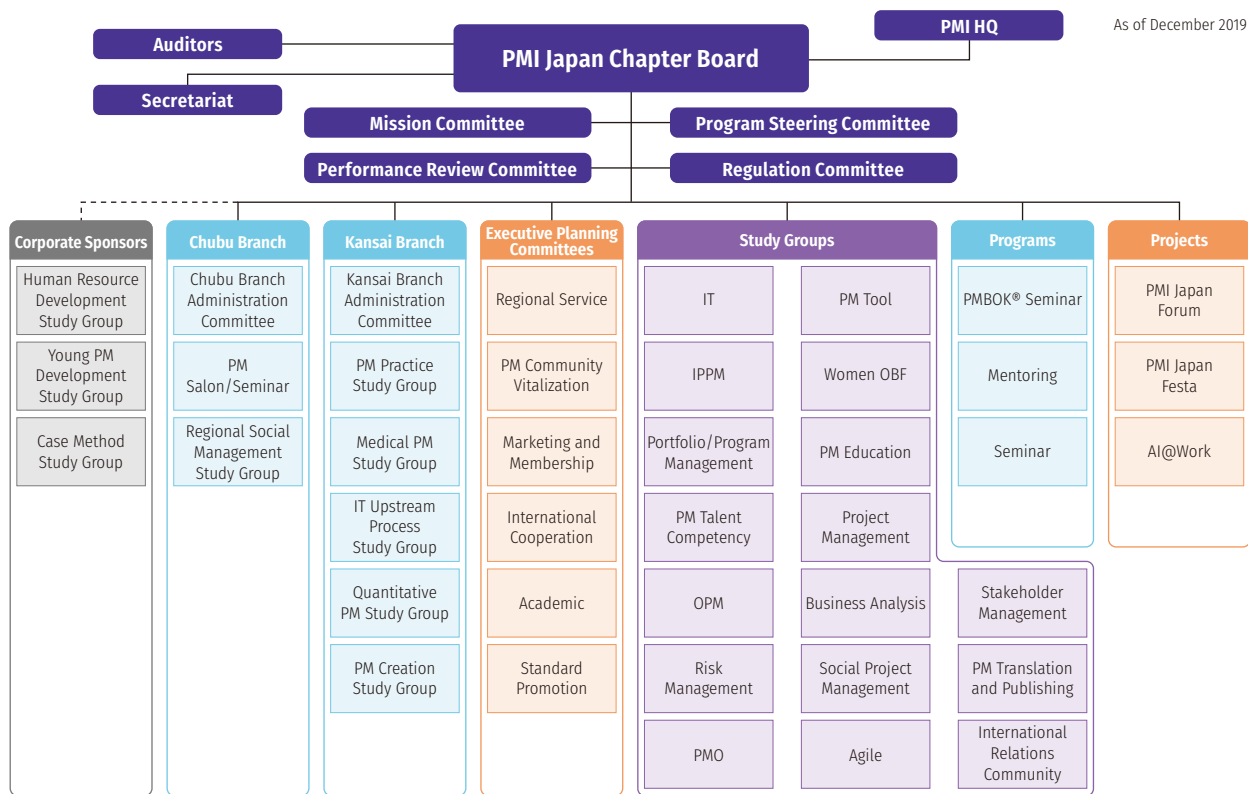 As of December 2019
PMI HQ
Auditors
PMI Japan Chapter Board
Secretariat
Mission Committee
Program Steering Committee
Performance Review Committee
Regulation Committee
Corporate Sponsors
Human Resource
Development
Study Group
Young PM
Development
Study Group
Case Method
Study Group
Chubu Branch
Chubu Branch
Administration
Committee
PM
Salon/Seminar
Regional Social
Management
Study Group
Kansai Branch
Kansai Branch
Administration
Committee
PM Practice
Study Group
Medical PM
Study Group
IT Upstream
Process
Study Group
Quantitative
PM Study Group
PM Creation
Study Group
Executive Planning
Committees
Regional Service
PM Community
Vitalization
Marketing and
Membership
International
Cooperation
Academic
Standard
Promotion
Study Groups
IT
IPPM
Portfolio/Program
Management
PM Talent
Competency
OPM
Risk
Management
PMO
PM Tool
Women OBF
PM Education
Project
Management
Business Analysis
Social Project
Management
Agile
Stakeholder
Management
PM Translation
and Publishing
International
Relations
Community
Programs
PMBOK® Seminar
Mentoring
Seminar
Projects
PMI Japan
Forum
PMI Japan
Festa
AI@Work